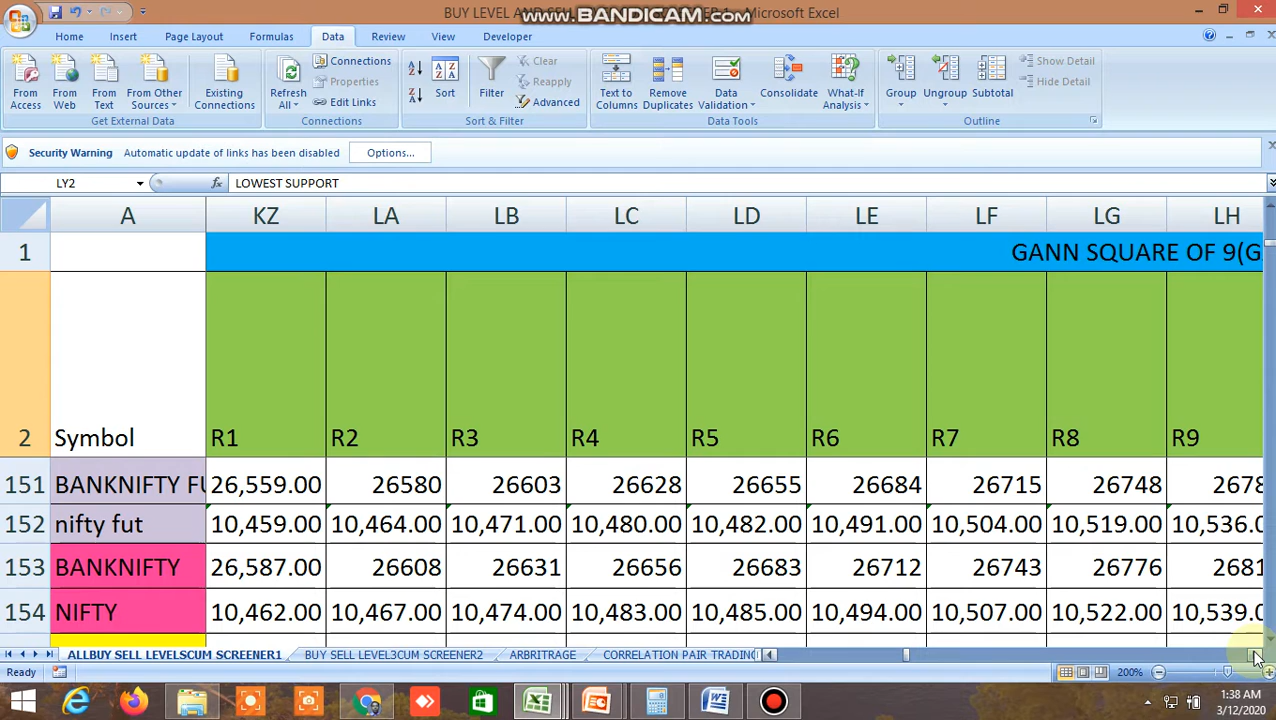 BUY LEVEL AND SE
www.BANDICAM.com
- Microsoft Excel
Home Insert Page Layout Formulas Data Review View Developer
From Access
From Web
From Text
From Other Sources
Existing Connections
Get External Data
Refresh All
Connections
Properties
Edit Links
Connections
Sort
Filter
Clear
Reapply
Advanced
Sort & Filter
Text to Columns
Remove Duplicates
Data Validation
Consolidate
What-If Analysis
Data Tools
Group
Ungroup
Subtotal
Show Detail
Hide Detail
Outline
Security Warning Automatic update of links has been disabled Options...
LY2 fx LOWEST SUPPORT
A KZ LA LB LC LD LE LF LG LH
1 GANN SQUARE OF 9(G
2 Symbol R1 R2 R3 R4 R5 R6 R7 R8 R9
151 BANKNIFTY FU 26,559.00 26580 26603 26628 26655 26684 26715 26748 2678
152 nifty fut 10,459.00 10,464.00 10,471.00 10,480.00 10,482.00 10,491.00 10,504.00 10,519.00 10,536.0
153 BANKNIFTY 26,587.00 26608 26631 26656 26683 26712 26743 26776 2681
154 NIFTY 10,462.00 10,467.00 10,474.00 10,483.00 10,485.00 10,494.00 10,507.00 10,522.00 10,539.0
ALLBUY SELL LEVELSCUM SCREENER1 BUY SELL LEVEL3CUM SCREENER2 ARBRITRAGE CORRELATION PAIR TRADING
Ready 200%
1:38 AM
3/12/2020